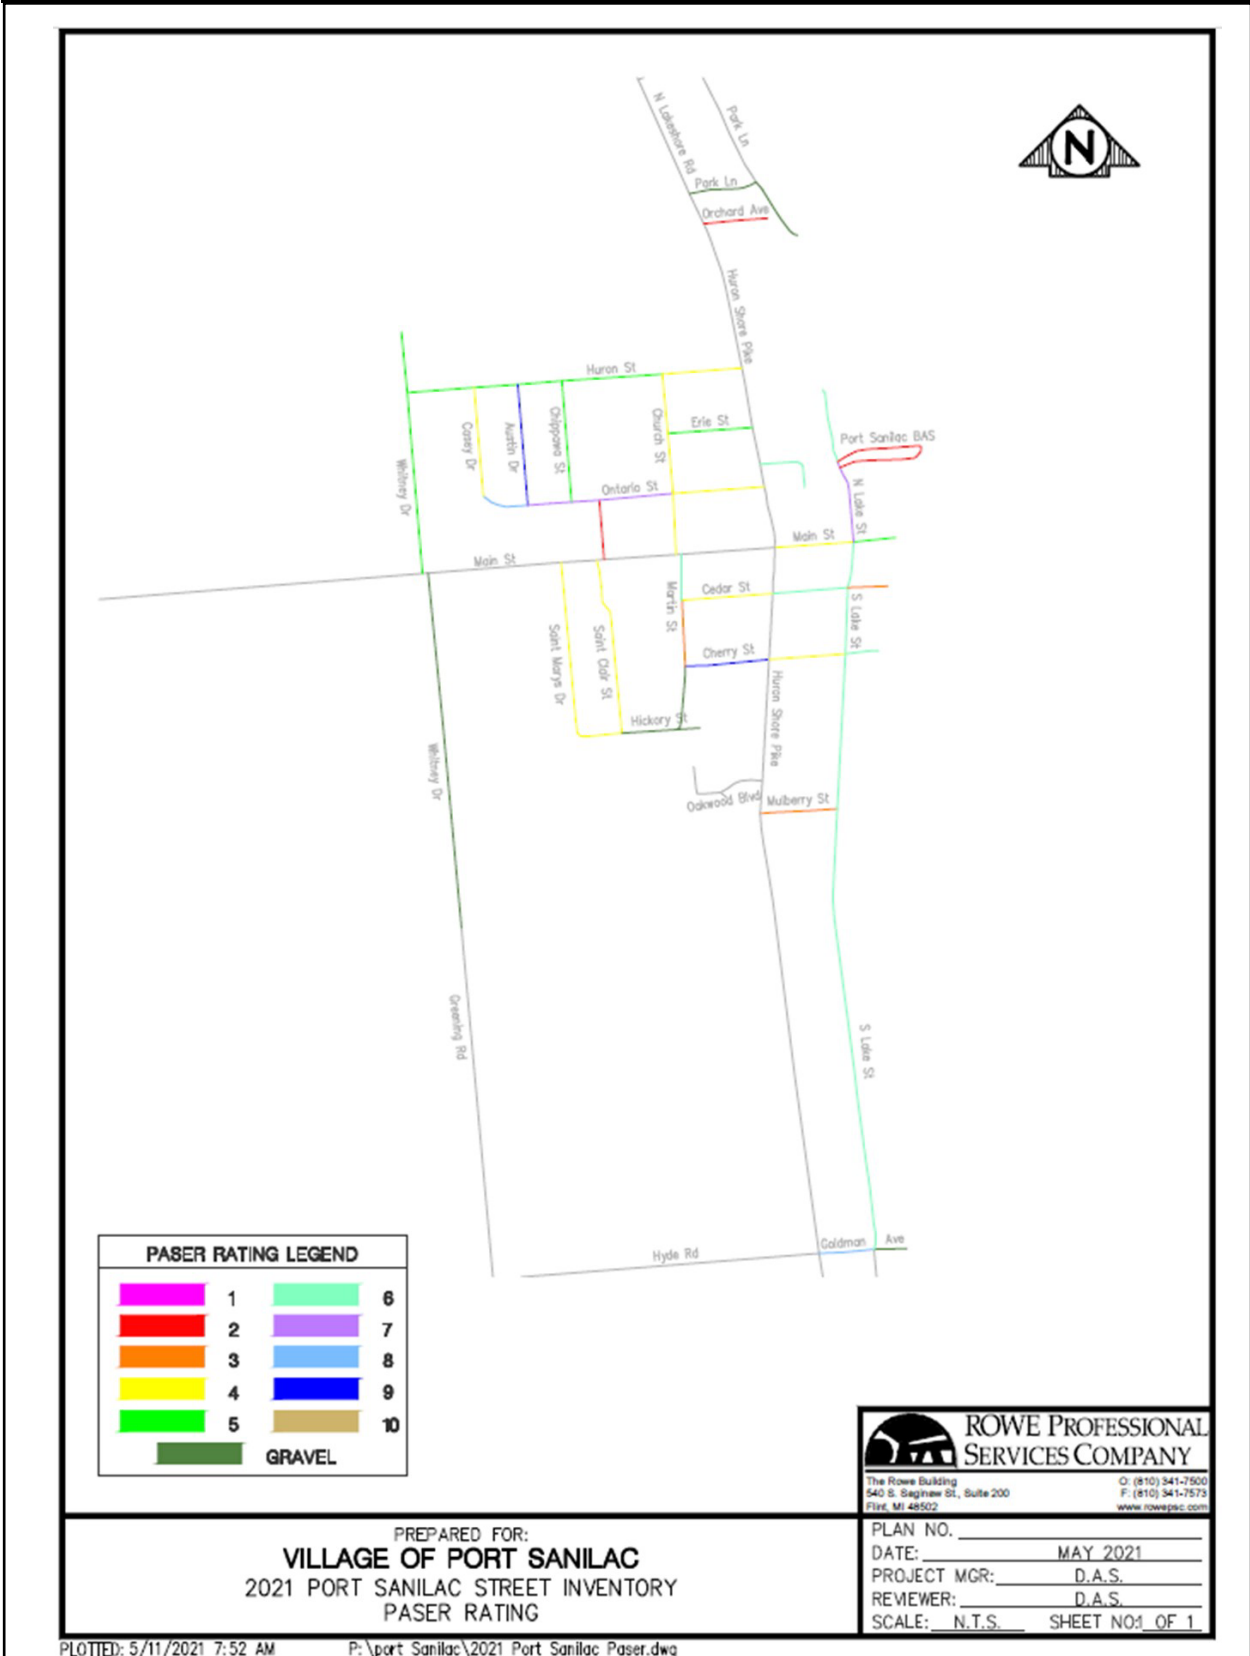 N Lakeshore Rd
Park Ln
Park Ln
Orchard Ave
N
Huron Shore Pike
Huron St
Casey Dr
Austin Dr
Chippawa St
Church St
Erie St
Port Sanilac BAS
Whitney Dr
Ontario St
N Lake St
Main St
Main St
Martin St
Cedar St
S Lake St
Saint Marys Dr
Saint Clair St
Cherry St
Huron Shore Pike
Hickory St
Whitney Dr
Oakwood Blvd
Mulberry St
Greening Rd
S Lake St
Hyde Rd
Goldman Ave
PASER RATING LEGEND
1 6
2 7
3 8
4 9
5 10
GRAVEL
ROWE PROFESSIONAL
SERVICES COMPANY
The Rowe Building O: (810) 341-7500
540 S. Saginaw St., Suite 200 F: (810) 341-7573
Flint, MI 48502 www.rowepsc.com
PREPARED FOR:
VILLAGE OF PORT SANILAC
2021 PORT SANILAC STREET INVENTORY
PASER RATING
PLAN NO.
DATE: MAY 2021
PROJECT MGR: D.A.S.
REVIEWER: D.A.S.
SCALE: N.T.S. SHEET NO:1 OF 1
PLOTTED: 5/11/2021 7:52 AM P:\port Sanilac\2021 Port Sanilac Paser.dwg